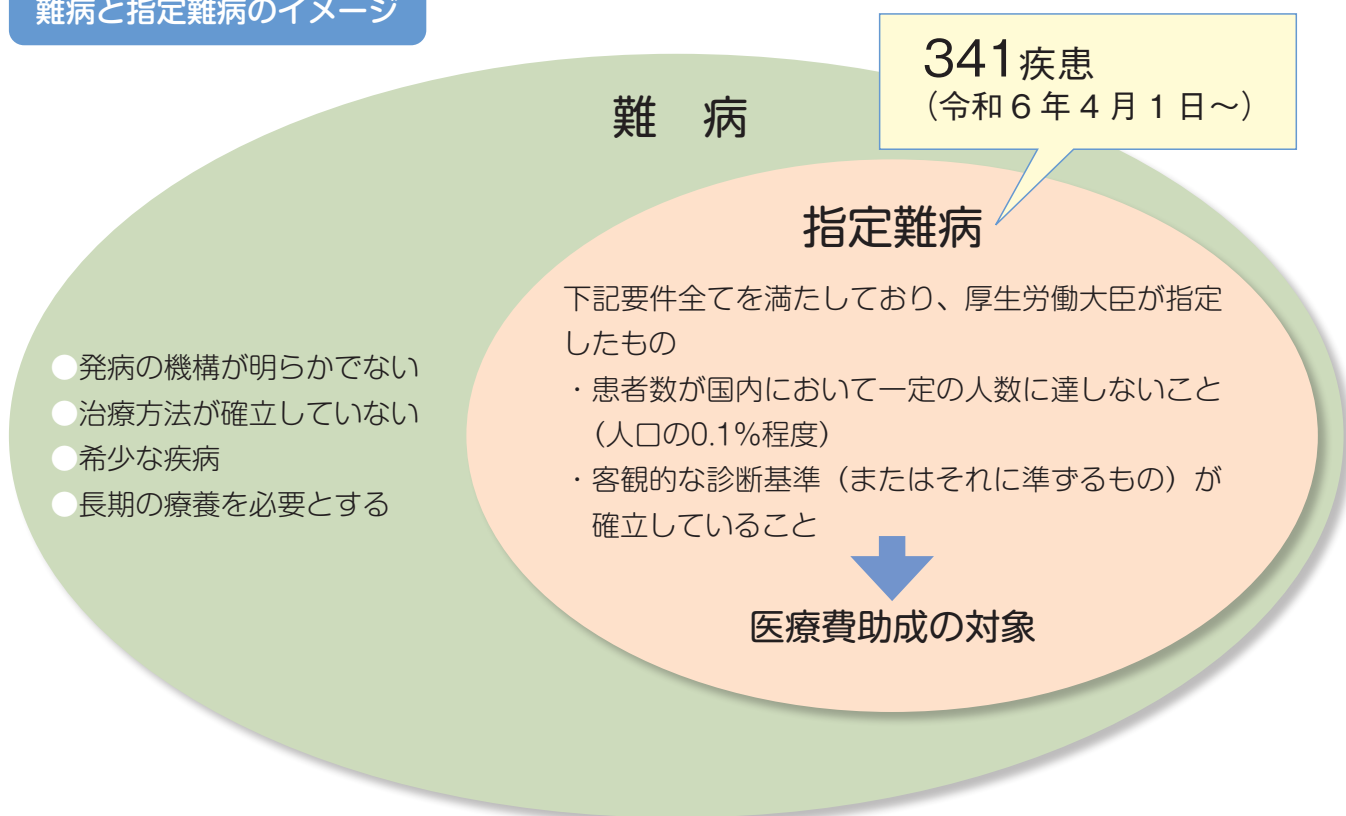 難病と指定難病のイメージ
341疾患
（令和6年4月1日～）
難　病
指定難病
下記要件全てを満たしており、厚生労働大臣が指定
したもの
・患者数が国内において一定の人数に達しないこと
（人口の0.1％程度）
・客観的な診断基準（またはそれに準ずるもの）が
確立していること
医療費助成の対象
●発病の機構が明らかでない
●治療方法が確立していない
●希少な疾病
●長期の療養を必要とする